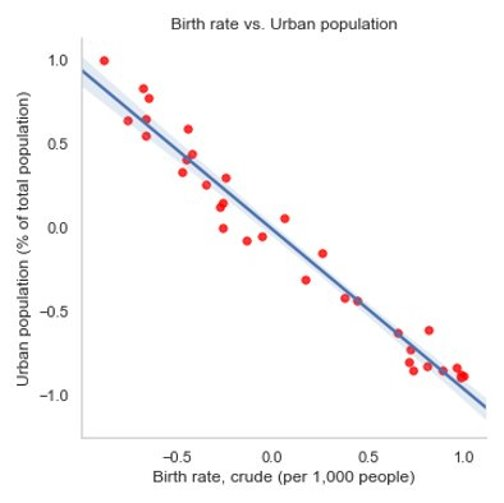 Birth rate vs. Urban population
Urban population (% of total population)
1.0
0.5
0.0
−0.5
−1.0
−0.5 0.0 0.5 1.0
Birth rate, crude (per 1,000 people)